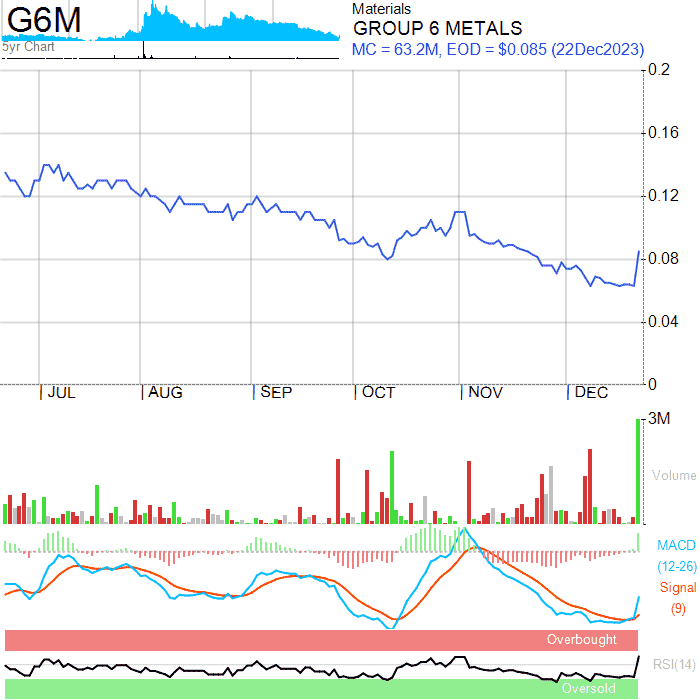 G6M
5yr Chart
Materials
GROUP 6 METALS
MC = 63.2M, EOD = $0.085 (22Dec2023)
0.2
0.16
0.12
0.08
0.04
0
JUL AUG SEP OCT NOV DEC
3M
Volume
MACD
(12-26)
Signal
(9)
Overbought
RSI(14)
Oversold